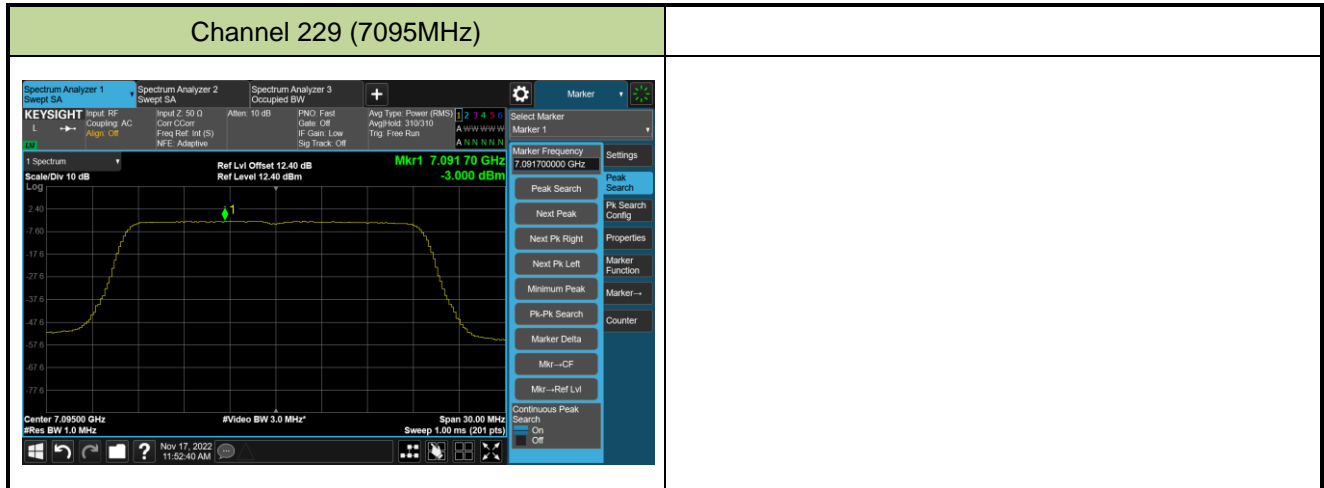 Channel 229 (7095MHz)
Spectrum Analyzer 1
Swept SA
Spectrum Analyzer 2
Swept SA
Spectrum Analyzer 3
Occupied BW
Marker
KEYSIGHT
L
Input: RF
Coupling: AC
Align: Off
Input Z: 50 Ω
Corr CCorr
Freq Ref: Int (S)
NFE: Adaptive
Atten: 10 dB
PNO: Fast
Gate: Off
IF Gain: Low
Sig Track: Off
Avg Type: Power (RMS)
Avg|Hold: 310/310
Trig: Free Run
1 2 3 4 5 6
A W W W W W
A N N N N N
Select Marker
Marker 1
1 Spectrum
Scale/Div 10 dB
Log
Ref Lvl Offset 12.40 dB
Ref Level 12.40 dBm
Mkr1 7.091 70 GHz
-3.000 dBm
2.40
-7.60
-17.6
-27.6
-37.6
-47.6
-57.6
-67.6
-77.6
1
Center 7.09500 GHz
#Res BW 1.0 MHz
#Video BW 3.0 MHz*
Span 30.00 MHz
Sweep 1.00 ms (201 pts)
Marker Frequency
7.091700000 GHz
Peak Search
Next Peak
Next Pk Right
Next Pk Left
Minimum Peak
Pk-Pk Search
Marker Delta
Mkr→CF
Mkr→Ref Lvl
Continuous Peak
Search
On
Off
Settings
Peak
Search
Pk Search
Config
Properties
Marker
Function
Marker→
Counter
?
Nov 17, 2022
11:52:40 AM